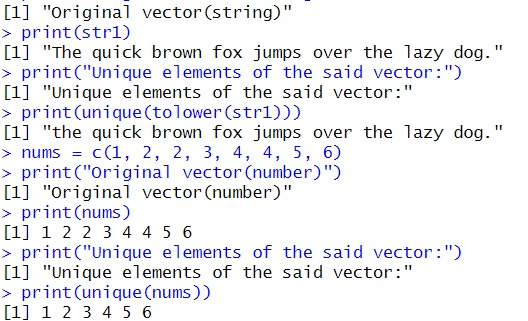 [1] "Original vector(string)"
> print(str1)
[1] "The quick brown fox jumps over the lazy dog."
> print("Unique elements of the said vector:")
[1] "Unique elements of the said vector:"
> print(unique(tolower(str1)))
[1] "the quick brown fox jumps over the lazy dog."
> nums = c(1, 2, 2, 3, 4, 4, 5, 6)
> print("Original vector(number)")
[1] "Original vector(number)"
> print(nums)
[1] 1 2 2 3 4 4 5 6
> print("Unique elements of the said vector:")
[1] "Unique elements of the said vector:"
> print(unique(nums))
[1] 1 2 3 4 5 6